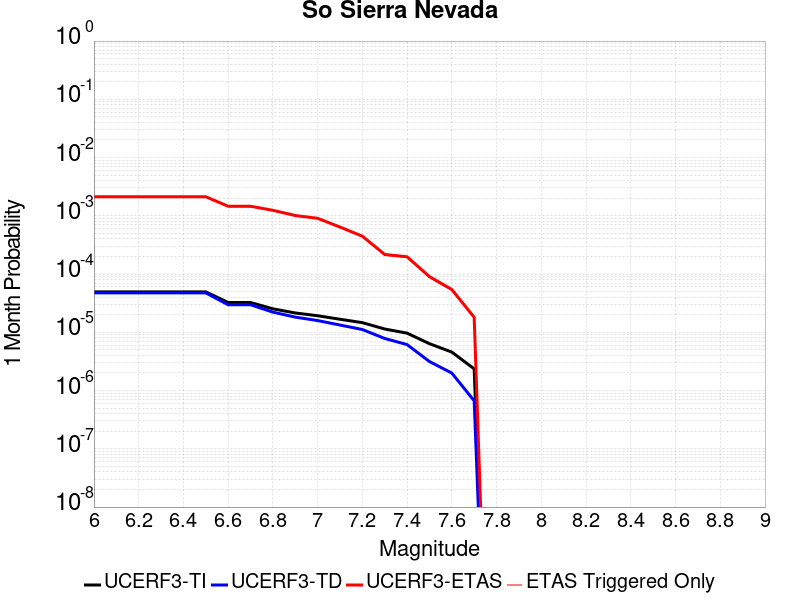 So Sierra Nevada
10 0
10 -1
10 -2
10 -3
10 -4
10 -5
10 -6
10 -7
10 -8
1 Month Probability
6 6.2 6.4 6.6 6.8 7 7.2 7.4 7.6 7.8 8 8.2 8.4 8.6 8.8 9
Magnitude
UCERF3-TI UCERF3-TD UCERF3-ETAS ETAS Triggered Only